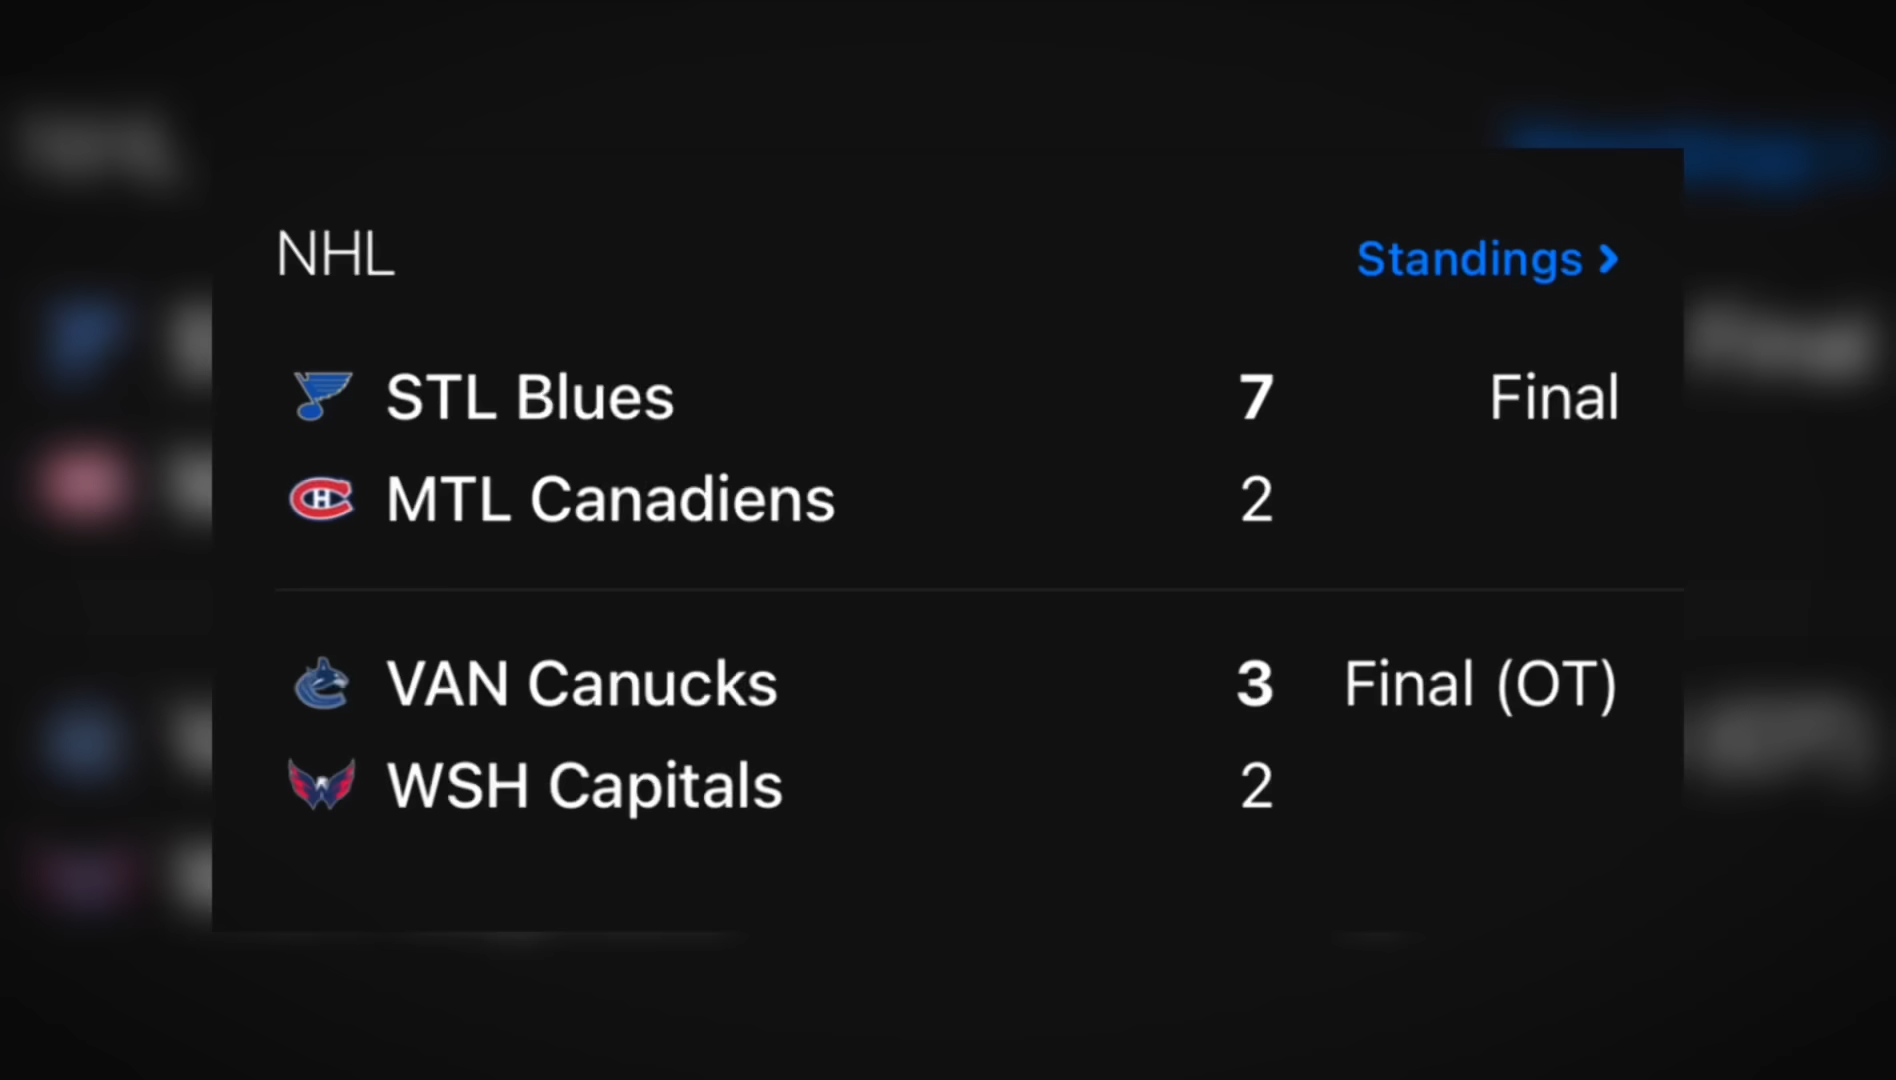 NHL Standings >
STL Blues 7 Final
MTL Canadiens 2
VAN Canucks 3 Final (OT)
WSH Capitals 2